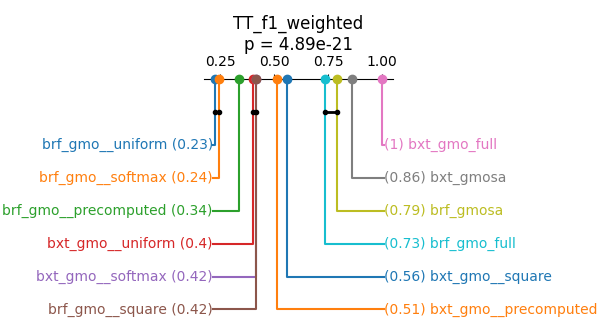 TT_f1_weighted
p = 4.89e-21
0.25 0.50 0.75 1.00
brf_gmo__uniform (0.23) (1) bxt_gmo_full
brf_gmo__softmax (0.24) (0.86) bxt_gmosa
brf_gmo__precomputed (0.34) (0.79) brf_gmosa
bxt_gmo__uniform (0.4) (0.73) brf_gmo_full
bxt_gmo__softmax (0.42) (0.56) bxt_gmo__square
brf_gmo__square (0.42) (0.51) bxt_gmo__precomputed